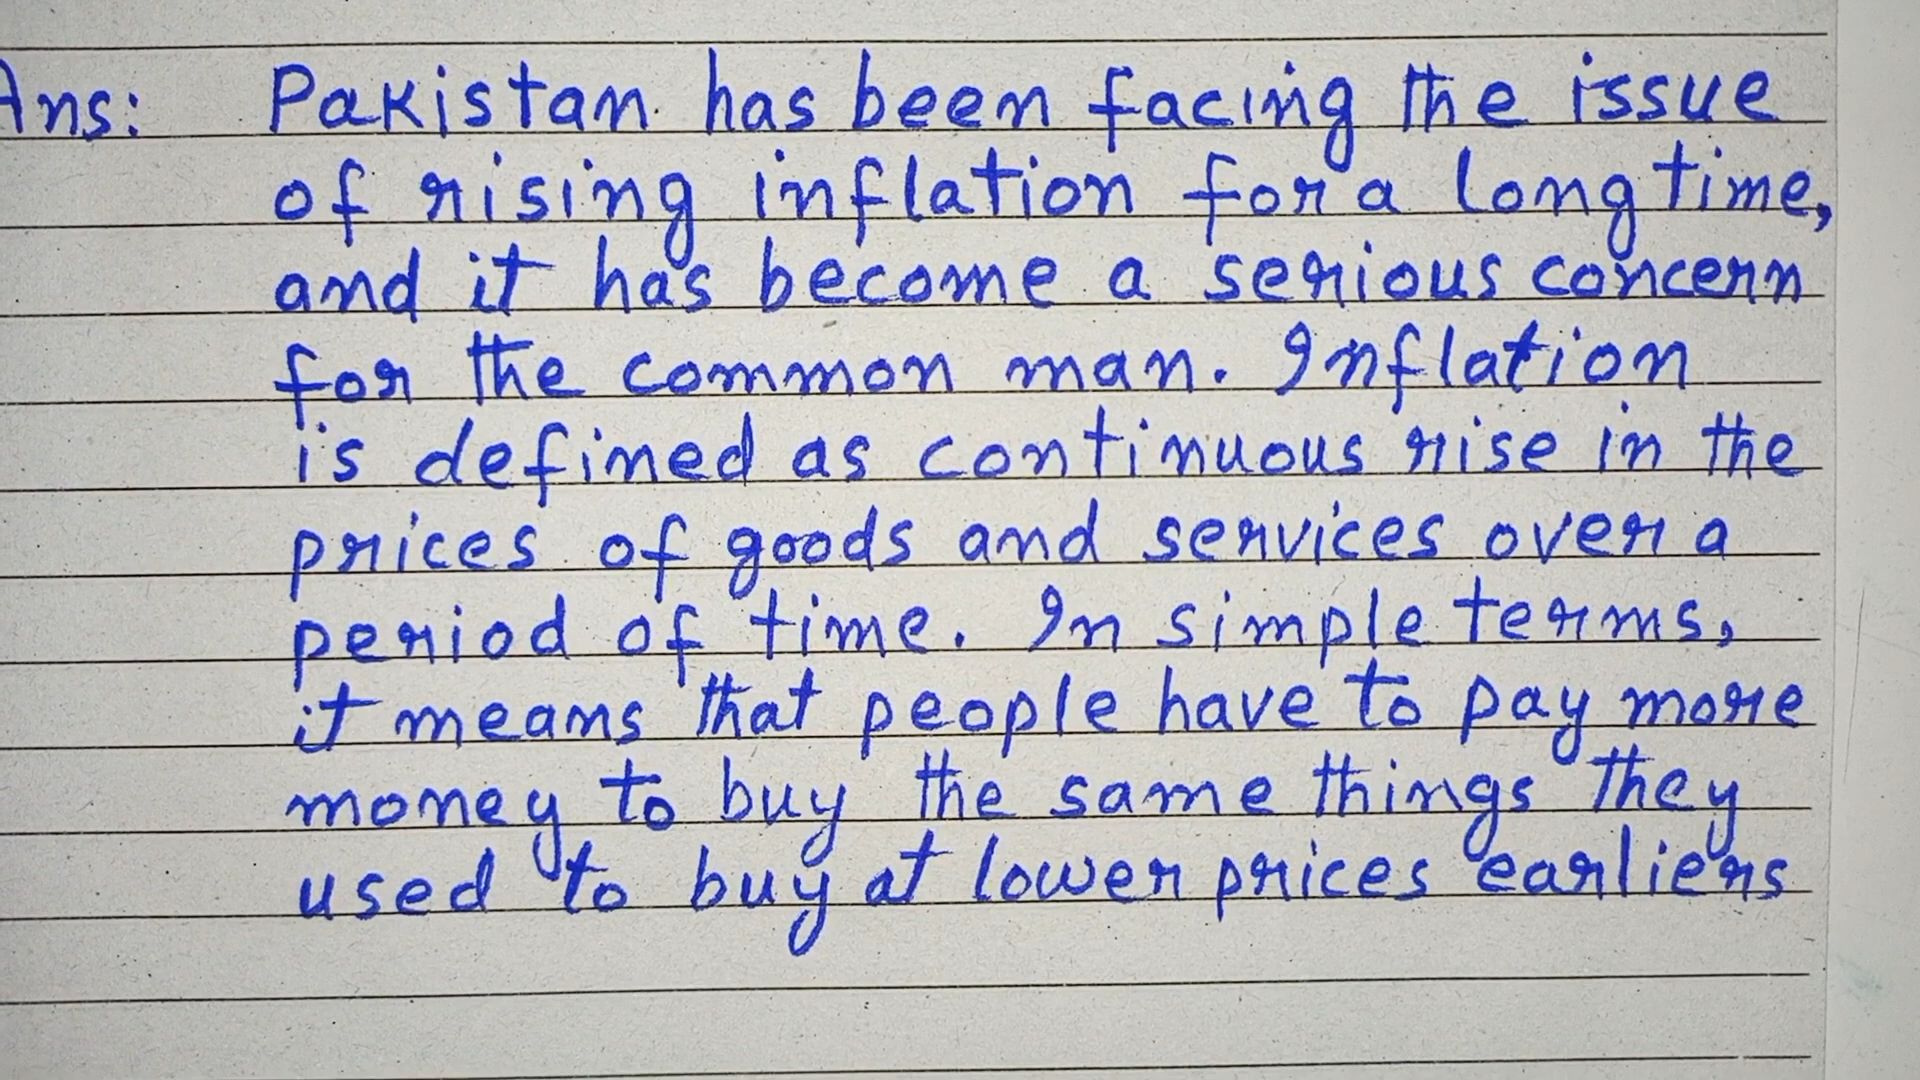 Ans: Pakistan has been facing the issue
of rising inflation for a long time,
and it has become a serious concern
for the common man. Inflation
is defined as continuous rise in the
prices of goods and services over a
period of time. In simple terms,
it means that people have to pay more
money to buy the same things they
used to buy at lower prices earliers